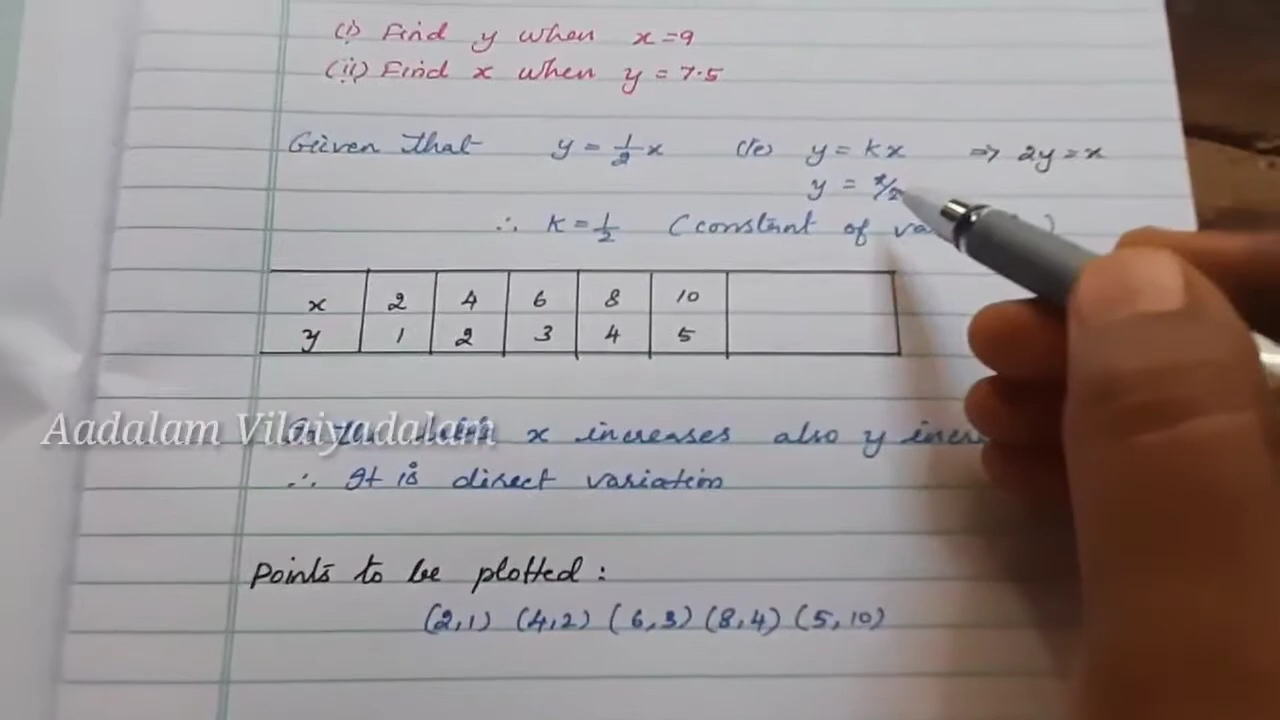 (i) Find y when x = 9
(ii) Find x when y = 7.5
Given that y = 1/2 x (ie) y = kx ⇒ 2y = x
y = x/2
∴ k = 1/2 (constant of
x 2 4 6 8 10
y 1 2 3 4 5
Aadalam Vilaiyadalam
x increases also y
∴ It is direct variation
Points to be plotted :
(2,1) (4,2) (6,3) (8,4) (5,10)